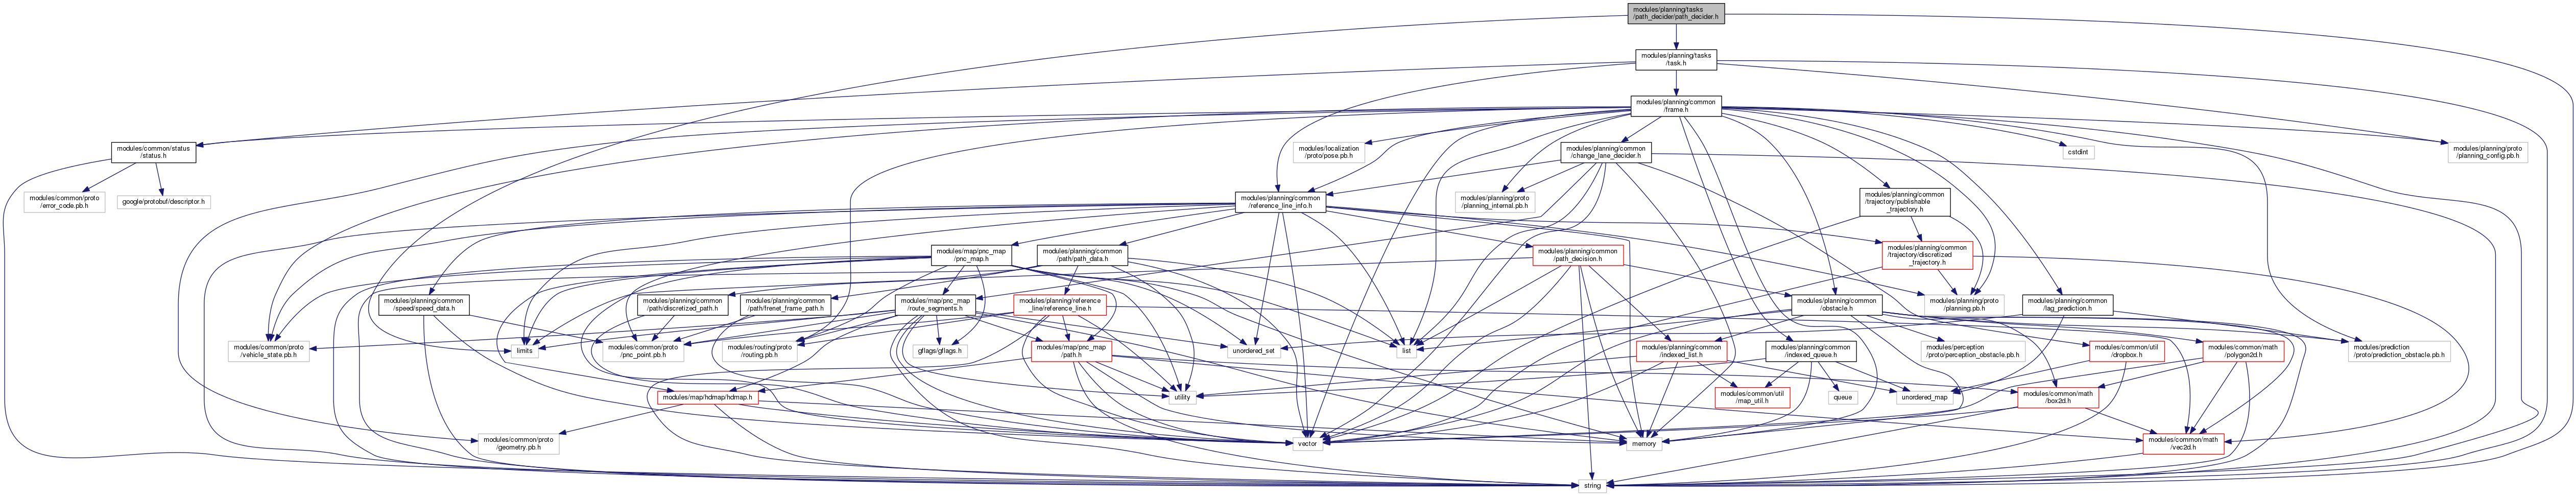 modules/planning/tasks
/path_decider/path_decider.h
modules/planning/tasks
/task.h
modules/planning/common
/frame.h
modules/common/status
/status.h
modules/localization
/proto/pose.pb.h
modules/planning/common
/change_lane_decider.h
cstdint
modules/planning/proto
/planning_config.pb.h
modules/common/proto
/error_code.pb.h
google/protobuf/descriptor.h
modules/planning/common
/reference_line_info.h
modules/planning/proto
/planning_internal.pb.h
modules/planning/common
/trajectory/publishable
_trajectory.h
modules/map/pnc_map
/pnc_map.h
modules/planning/common
/path/path_data.h
modules/planning/common
/path_decision.h
modules/planning/common
/trajectory/discretized
_trajectory.h
modules/planning/common
/speed/speed_data.h
modules/planning/common
/path/discretized_path.h
modules/planning/common
/path/frenet_frame_path.h
modules/map/pnc_map
/route_segments.h
modules/planning/reference
_line/reference_line.h
modules/planning/common
/obstacle.h
modules/planning/proto
/planning.pb.h
modules/planning/common
/lag_prediction.h
modules/common/proto
/vehicle_state.pb.h
limits
modules/common/proto
/pnc_point.pb.h
modules/routing/proto
/routing.pb.h
gflags/gflags.h
modules/map/pnc_map
/path.h
unordered_set
list
modules/planning/common
/indexed_list.h
modules/planning/common
/indexed_queue.h
modules/perception
/proto/perception_obstacle.pb.h
modules/common/util
/dropbox.h
modules/common/math
/polygon2d.h
modules/prediction
/proto/prediction_obstacle.pb.h
modules/map/hdmap/hdmap.h
utility
modules/common/util
/map_util.h
queue
unordered_map
modules/common/math
/box2d.h
modules/common/proto
/geometry.pb.h
vector
memory
modules/common/math
/vec2d.h
string